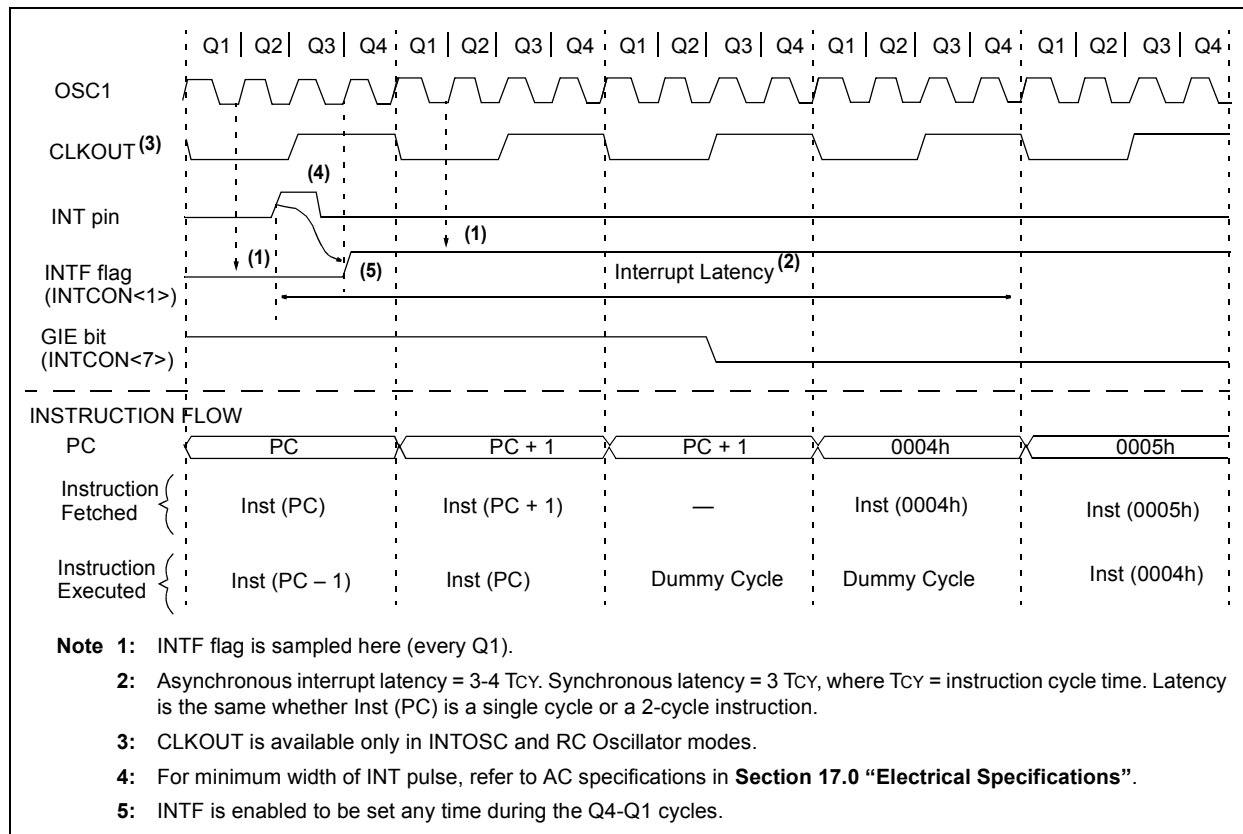 Q1 Q2 Q3 Q4 Q1 Q2 Q3 Q4 Q1 Q2 Q3 Q4 Q1 Q2 Q3 Q4 Q1 Q2 Q3 Q4
OSC1
CLKOUT (3)
(4)
INT pin
(1)
(1)
(5)
INTF flag
(INTCON<1>)
Interrupt Latency (2)
GIE bit
(INTCON<7>)
INSTRUCTION FLOW
PC PC PC + 1 PC + 1 0004h 0005h
Instruction
Fetched
Inst (PC) Inst (PC + 1) — Inst (0004h) Inst (0005h)
Instruction
Executed
Inst (PC – 1) Inst (PC) Dummy Cycle Dummy Cycle Inst (0004h)
Note 1: INTF flag is sampled here (every Q1).
2: Asynchronous interrupt latency = 3-4 TCY. Synchronous latency = 3 TCY, where TCY = instruction cycle time. Latency
is the same whether Inst (PC) is a single cycle or a 2-cycle instruction.
3: CLKOUT is available only in INTOSC and RC Oscillator modes.
4: For minimum width of INT pulse, refer to AC specifications in Section 17.0 “Electrical Specifications”.
5: INTF is enabled to be set any time during the Q4-Q1 cycles.